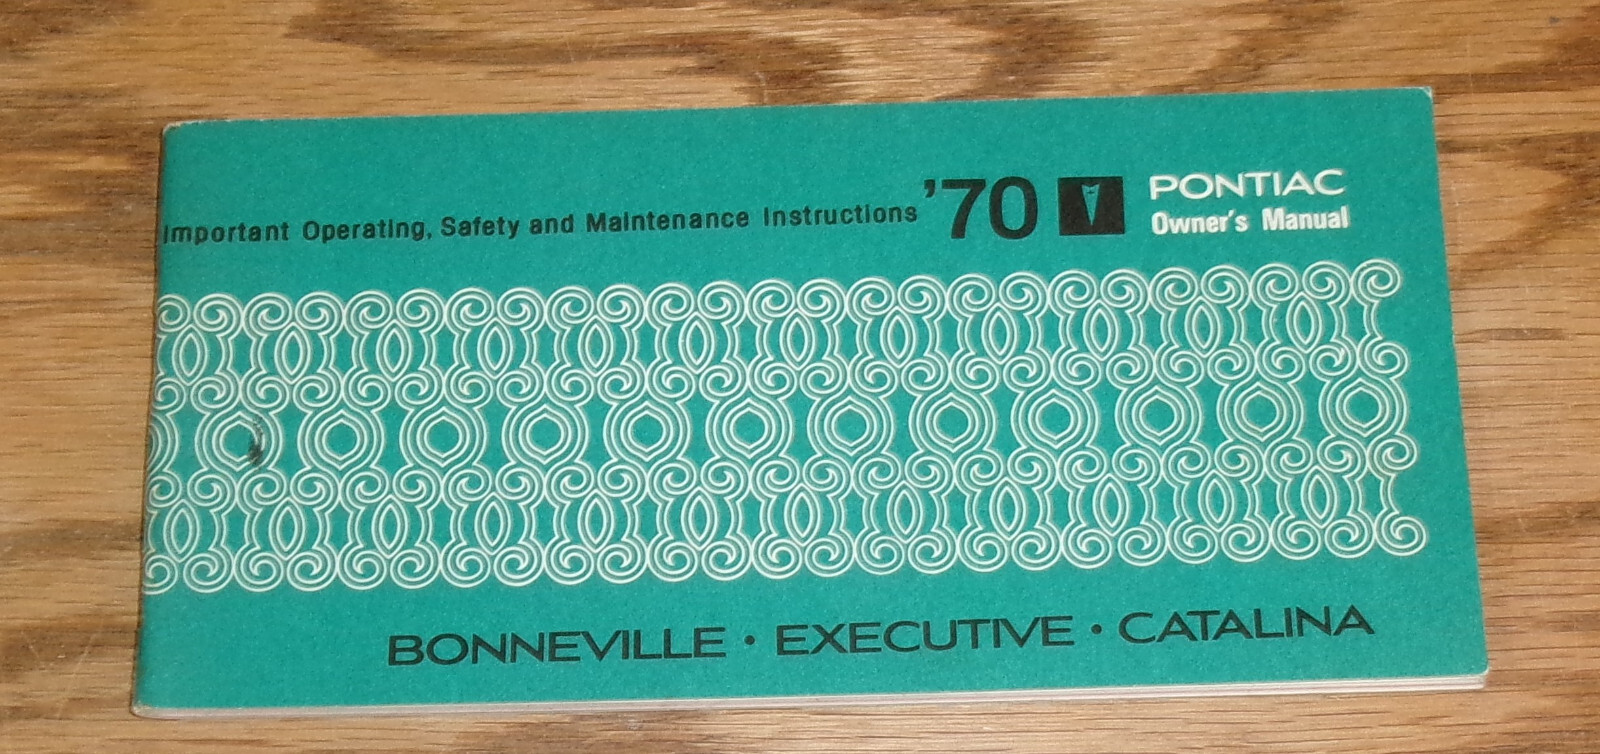 Important Operating, Safety and Maintenance Instructions '70 PONTIAC
Owner's Manual
BONNEVILLE • EXECUTIVE • CATALINA